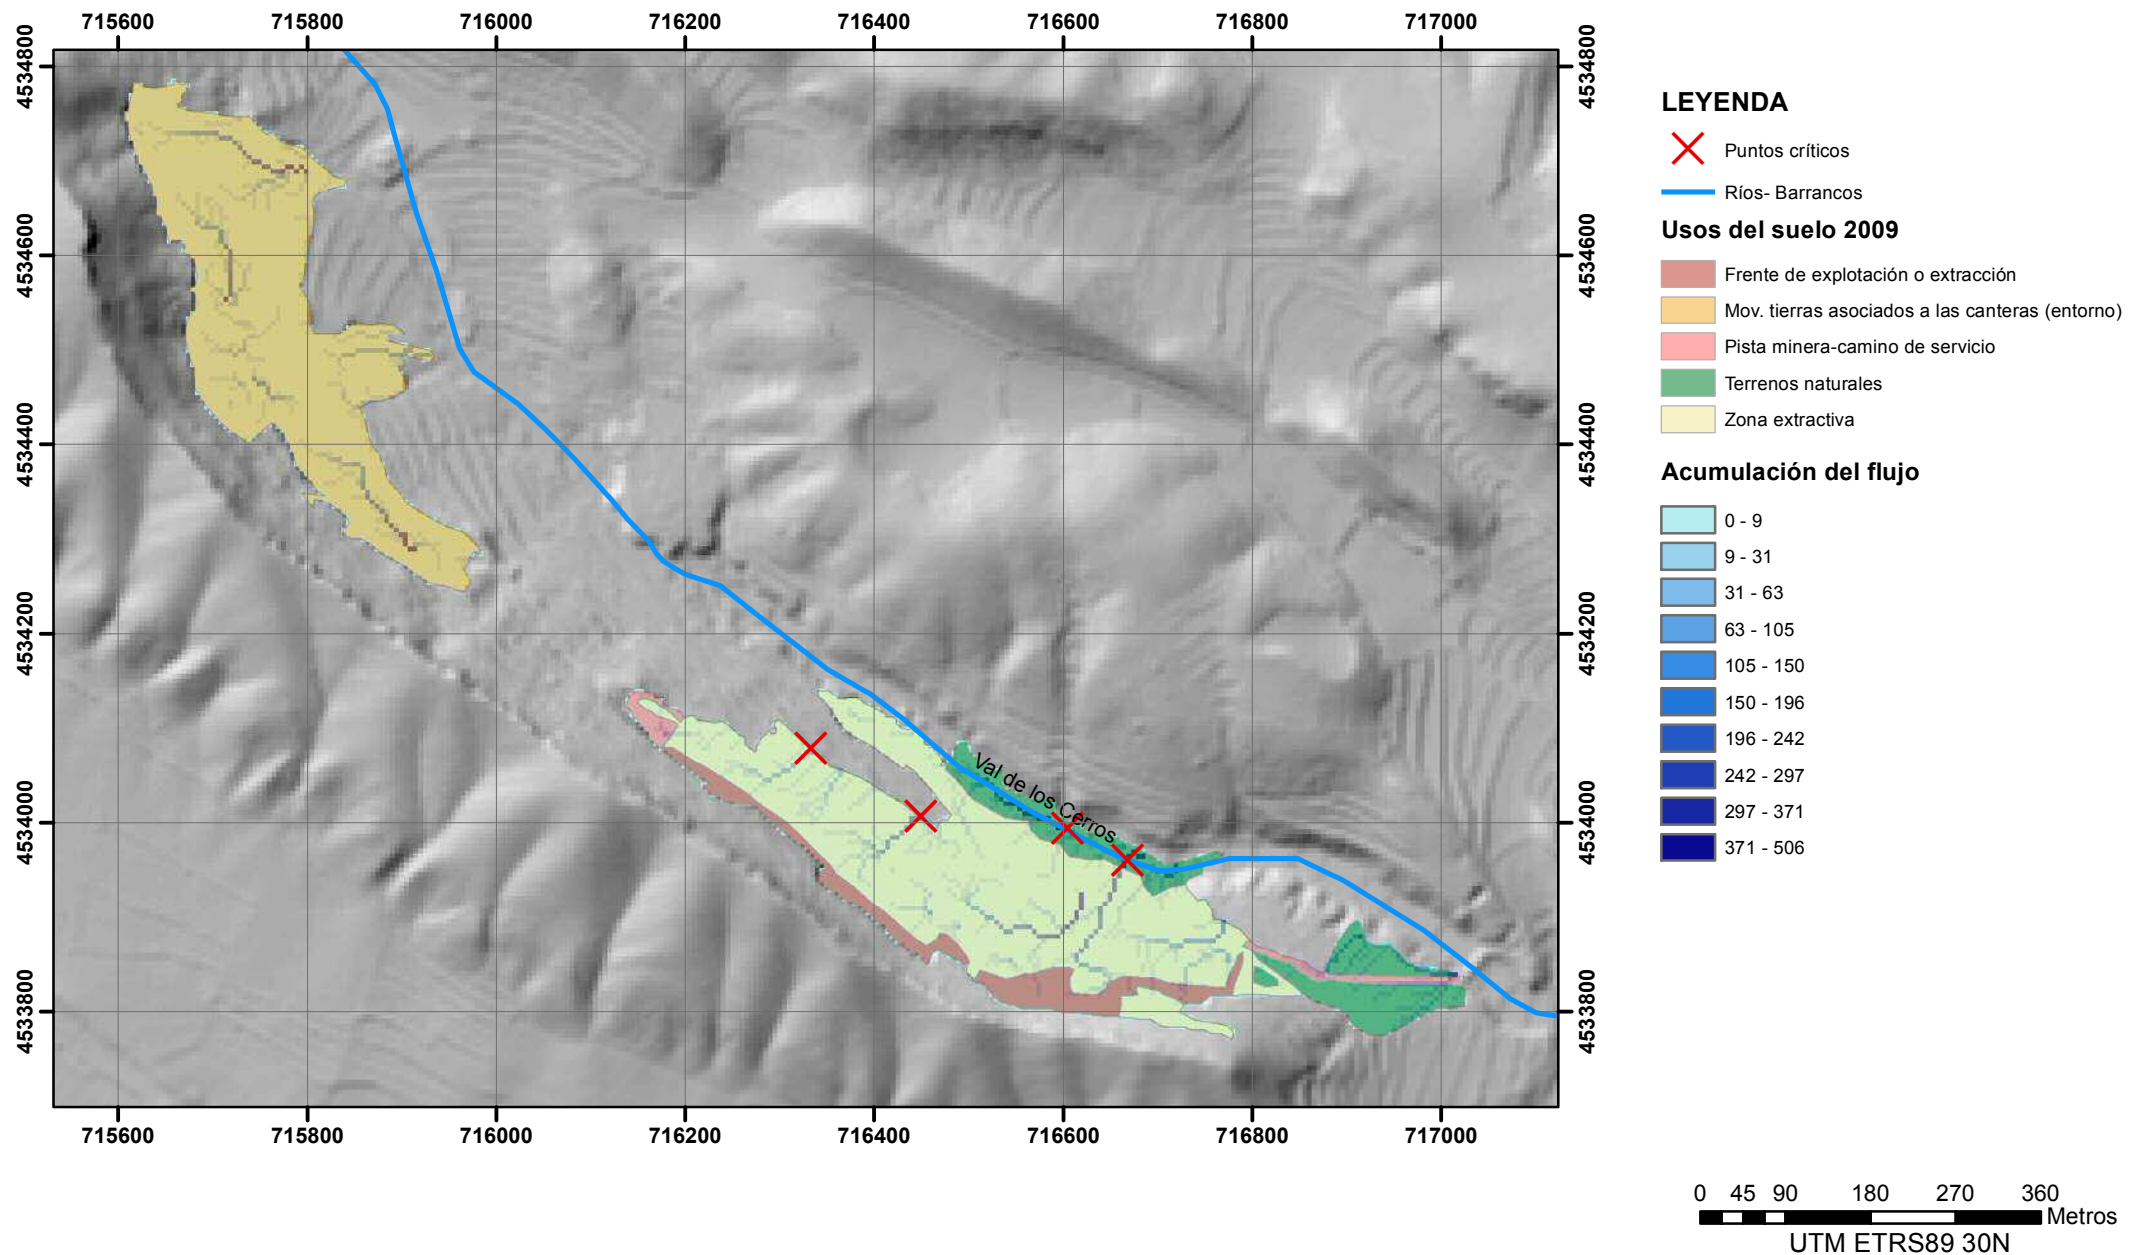 715600 715800 716000 716200 716400 716600 716800 717000
4534800 4534800
4534600 4534600
4534400 4534400
4534200 4534200
4534000 4534000
4533800 4533800
Val de los Cerros
715600 715800 716000 716200 716400 716600 716800 717000
LEYENDA
Puntos críticos
Ríos- Barrancos
Usos del suelo 2009
Frente de explotación o extracción
Mov. tierras asociados a las canteras (entorno)
Pista minera-camino de servicio
Terrenos naturales
Zona extractiva
Acumulación del flujo
0 - 9
9 - 31
31 - 63
63 - 105
105 - 150
150 - 196
196 - 242
242 - 297
297 - 371
371 - 506
0 45 90 180 270 360
Metros
UTM ETRS89 30N